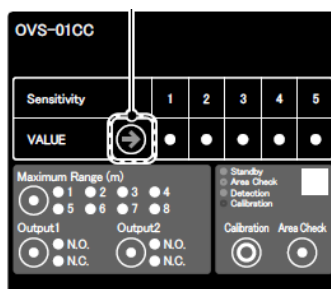 OVS-01CC
Sensitivity 1 2 3 4 5
VALUE
Maximum Range (m)
1 2 3 4
5 6 7 8
Standby
Area Check
Detection
Calibration
Output1 Output2
N.O. N.O.
N.C. N.C.
Calibration Area Check